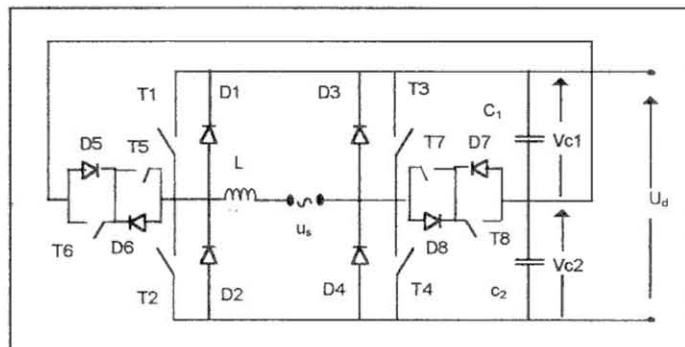 T1 D1 D3 T3
C1
D5 T5 L T7 D7 Vc1
T6 D6 us D8 T8 Ud
T2 D2 D4 T4 c2 Vc2